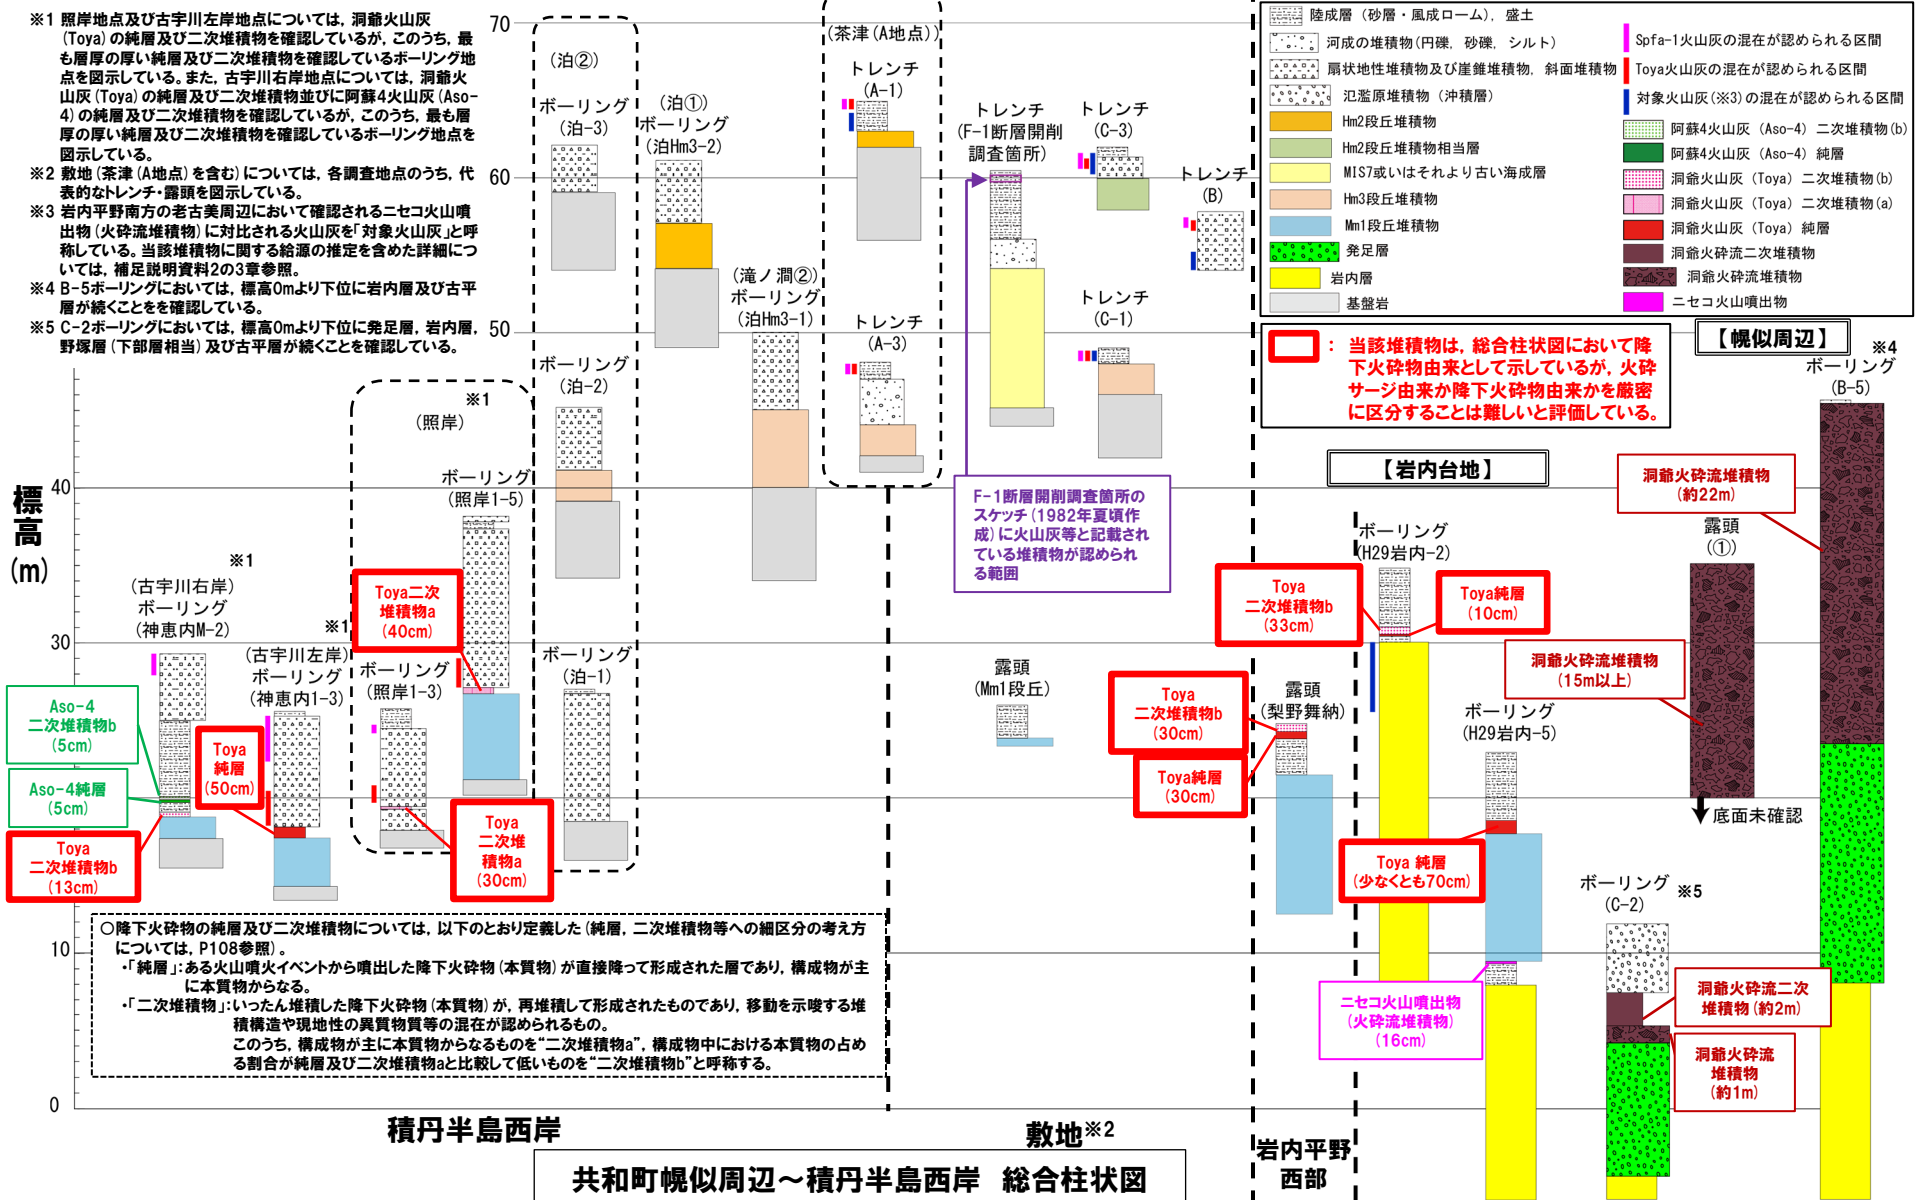 ※1 照岸地点及び古宇川左岸地点については，洞爺火山灰
(Toya)の純層及び二次堆積物を確認しているが，このうち，最
も層厚の厚い純層及び二次堆積物を確認しているボーリング地
点を図示している。また，古宇川右岸地点については，洞爺火
山灰(Toya)の純層及び二次堆積物並びに阿蘇4火山灰(Aso-
4)の純層及び二次堆積物を確認しているが，このうち，最も層
厚の厚い純層及び二次堆積物を確認しているボーリング地点を
図示している。
※2 敷地(茶津(A地点)を含む)については，各調査地点のうち，代
表的なトレンチ・露頭を図示している。
※3 岩内平野南方の老古美周辺において確認されるニセコ火山噴
出物(火砕流堆積物)に対比される火山灰を「対象火山灰」と呼
称している。当該堆積物に関する給源の推定を含めた詳細につ
いては，補足説明資料2の3章参照。
※4 B-5ボーリングにおいては，標高0mより下位に岩内層及び古平
層が続くことをを確認している。
※5 C-2ボーリングにおいては，標高0mより下位に発足層，岩内層，
野塚層(下部層相当)及び古平層が続くことを確認している。
標高(m)
70
60
50
40
30
10
0
(泊②)
ボーリング
(泊-3)
(泊①)
ボーリング
(泊Hm3-2)
(滝ノ澗②)
ボーリング
(泊Hm3-1)
ボーリング
(泊-2)
ボーリング
(泊-1)
(茶津(A地点))
トレンチ
(A-1)
トレンチ
(A-3)
トレンチ
(F-1断層開削
調査箇所)
トレンチ
(C-3)
トレンチ
(B)
トレンチ
(C-1)
陸成層（砂層・風成ローム），盛土
河成の堆積物(円礫，砂礫，シルト)
扇状地性堆積物及び崖錐堆積物，斜面堆積物
氾濫原堆積物（沖積層）
Hm2段丘堆積物
Hm2段丘堆積物相当層
MIS7或いはそれより古い海成層
Hm3段丘堆積物
Mm1段丘堆積物
発足層
岩内層
基盤岩
Spfa-1火山灰の混在が認められる区間
Toya火山灰の混在が認められる区間
対象火山灰(※3)の混在が認められる区間
阿蘇4火山灰（Aso-4）二次堆積物(b)
阿蘇4火山灰（Aso-4）純層
洞爺火山灰（Toya）二次堆積物(b)
洞爺火山灰（Toya）二次堆積物(a)
洞爺火山灰（Toya）純層
洞爺火砕流二次堆積物
洞爺火砕流堆積物
ニセコ火山噴出物
： 当該堆積物は，総合柱状図において降
下火砕物由来として示しているが，火砕
サージ由来か降下火砕物由来かを厳密
に区分することは難しいと評価している。
【幌似周辺】
※4
ボーリング
(B-5)
【岩内台地】
洞爺火砕流堆積物
(約22m)
露頭
(①)
洞爺火砕流堆積物
(15m以上)
底面未確認
※1
(照岸)
ボーリング
(照岸1-5)
Toya二次
堆積物a
(40cm)
ボーリング
(照岸1-3)
Toya
二次堆
積物a
(30cm)
※1
(古宇川右岸)
ボーリング
(神恵内M-2)
※1
(古宇川左岸)
ボーリング
(神恵内1-3)
Aso-4
二次堆積物b
(5cm)
Aso-4純層
(5cm)
Toya
二次堆積物b
(13cm)
Toya
純層
(50cm)
F-1断層開削調査箇所の
スケッチ(1982年夏頃作
成)に火山灰等と記載され
ている堆積物が認められ
る範囲
露頭
(Mm1段丘)
Toya
二次堆積物b
(30cm)
Toya純層
(30cm)
露頭
(梨野舞納)
ボーリング
(H29岩内-2)
Toya
二次堆積物b
(33cm)
Toya純層
(10cm)
ボーリング
(H29岩内-5)
Toya 純層
(少なくとも70cm)
ニセコ火山噴出物
(火砕流堆積物)
(16cm)
ボーリング ※5
(C-2)
洞爺火砕流二次
堆積物(約2m)
洞爺火砕流
堆積物
(約1m)
○降下火砕物の純層及び二次堆積物については，以下のとおり定義した(純層，二次堆積物等への細区分の考え方
については，P108参照)。
・「純層」：ある火山噴火イベントから噴出した降下火砕物(本質物)が直接降って形成された層であり，構成物が主
に本質物からなる。
・「二次堆積物」：いったん堆積した降下火砕物(本質物)が，再堆積して形成されたものであり，移動を示唆する堆
積構造や現地性の異質物質等の混在が認められるもの。
このうち，構成物が主に本質物からなるものを“二次堆積物a”，構成物中における本質物の占め
る割合が純層及び二次堆積物aと比較して低いものを“二次堆積物b”と呼称する。
積丹半島西岸
敷地※2
岩内平野
西部
共和町幌似周辺～積丹半島西岸 総合柱状図